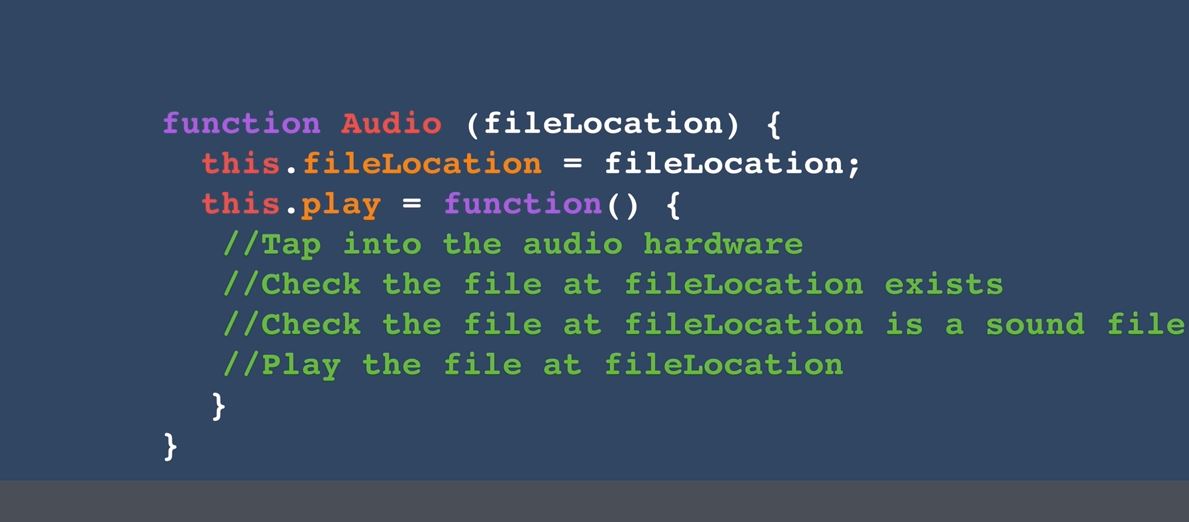 function Audio (fileLocation) {
this.fileLocation = fileLocation;
this.play = function() {
//Tap into the audio hardware
//Check the file at fileLocation exists
//Check the file at fileLocation is a sound file
//Play the file at fileLocation
}
}